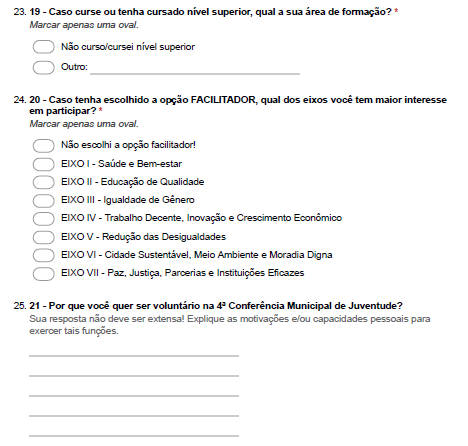 23. 19 - Caso curse ou tenha cursado nível superior, qual a sua área de formação? *
Marcar apenas uma oval.
Não curso/cursei nível superior
Outro:
24. 20 - Caso tenha escolhido a opção FACILITADOR, qual dos eixos você tem maior interesse
em participar? *
Marcar apenas uma oval.
Não escolhi a opção facilitador!
EIXO I - Saúde e Bem-estar
EIXO II - Educação de Qualidade
EIXO III - Igualdade de Gênero
EIXO IV - Trabalho Decente, Inovação e Crescimento Econômico
EIXO V - Redução das Desigualdades
EIXO VI - Cidade Sustentável, Meio Ambiente e Moradia Digna
EIXO VII - Paz, Justiça, Parcerias e Instituições Eficazes
25. 21 - Por que você quer ser voluntário na 4ª Conferência Municipal de Juventude?
Sua resposta não deve ser extensa! Explique as motivações e/ou capacidades pessoais para
exercer tais funções.